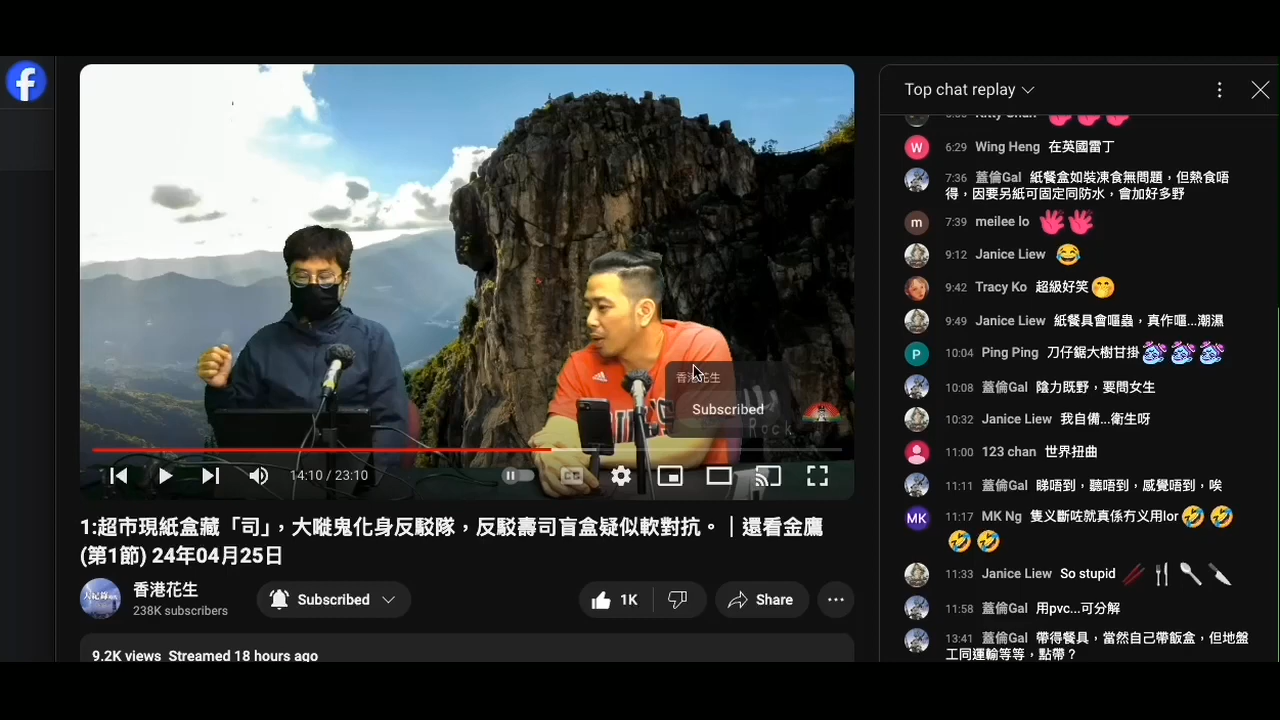 Top chat replay
6:29 Wing Heng 在英國雷丁
7:36 蓋倫Gal 紙餐盒如裝凍食無問題，但熱食唔
得，因要另紙可固定同防水，會加好多野
7:39 meilee lo
9:12 Janice Liew 😂
9:42 Tracy Ko 超級好笑🤭
9:49 Janice Liew 紙餐具會嘔蟲，真作嘔...潮濕
10:04 Ping Ping 刀仔鋸大樹甘掛
10:08 蓋倫Gal 陰力既野，要問女生
10:32 Janice Liew 我自備...衛生呀
11:00 123 chan 世界扭曲
11:11 蓋倫Gal 睇唔到，聽唔到，感覺唔到，唉
11:17 MK Ng 隻义斷咗就真係冇义用lor🤣🤣
🤣🤣
11:33 Janice Liew So stupid
11:58 蓋倫Gal 用pvc...可分解
13:41 蓋倫Gal 帶得餐具，當然自己帶飯盒，但地盤
工同運輸等等，點帶？
香港花生
Subscribed
Rock
14:10 / 23:10
1:超市現紙盒藏「司」，大嘥鬼化身反駁隊，反駁壽司盲盒疑似軟對抗。｜還看金鷹
(第1節) 24年04月25日
香港花生
238K subscribers
Subscribed
1K
Share
9.2K views Streamed 18 hours ago